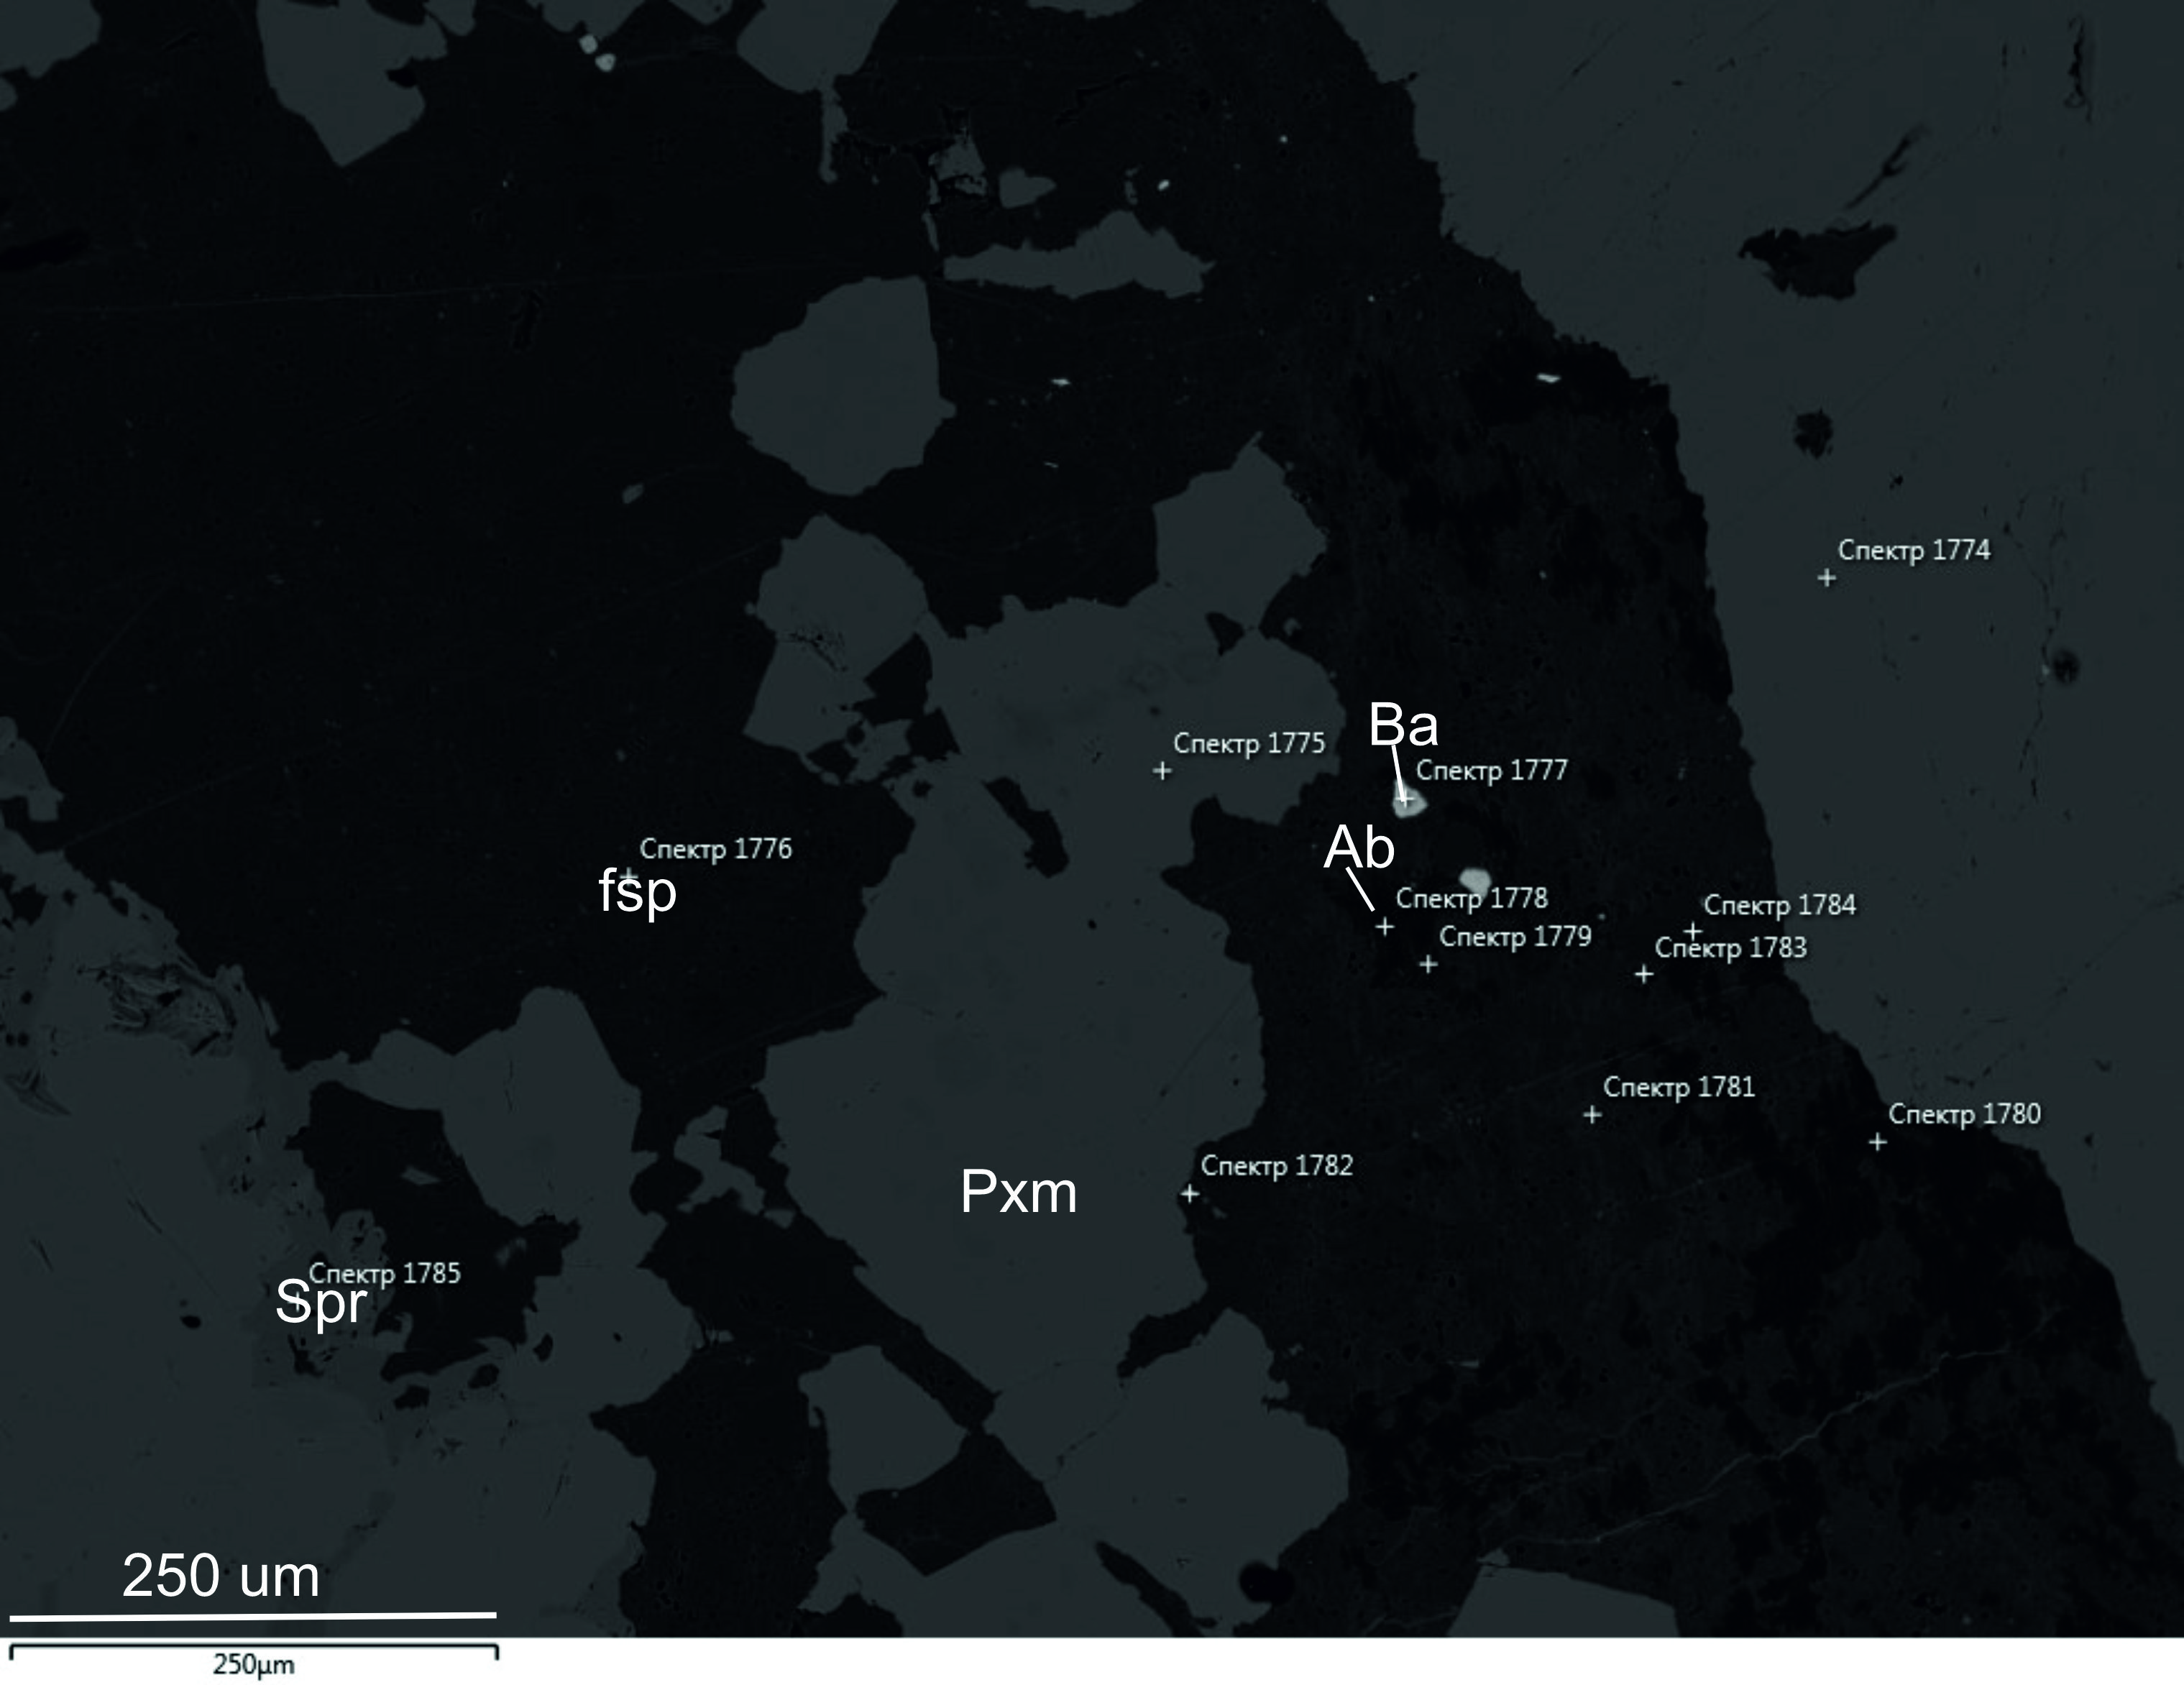 Спектр 1774
Ba
Спектр 1775
Спектр 1777
Ab
Спектр 1776
fsp
Спектр 1778
Спектр 1784
Спектр 1779
Спектр 1783
Спектр 1781
Спектр 1780
Спектр 1782
Pxm
Спектр 1785
Spr
250 um
250µm